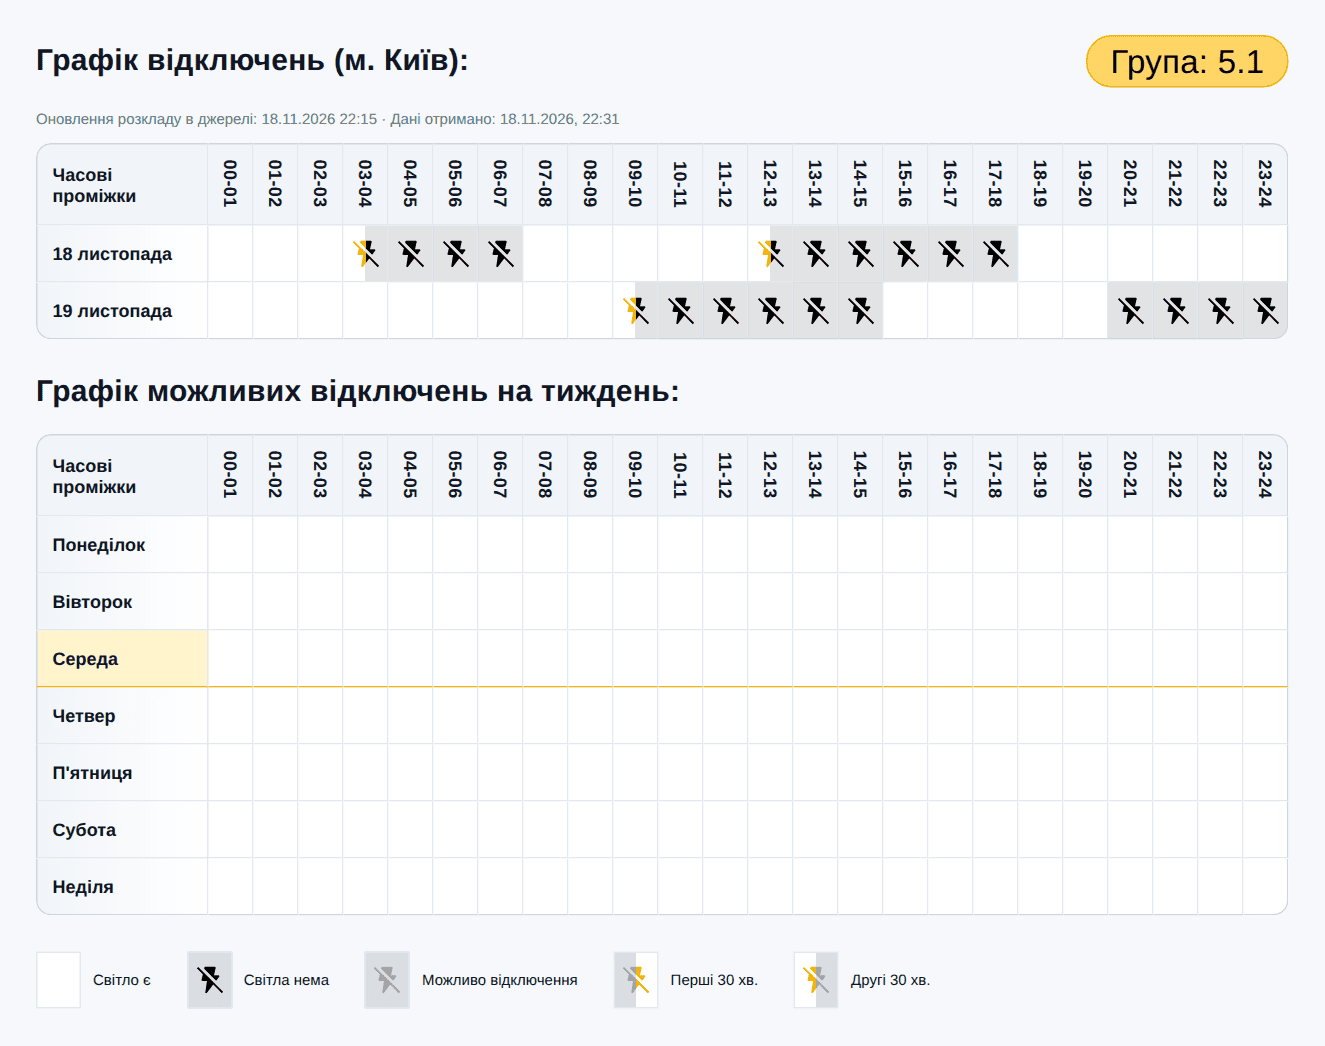 Графік відключень (м. Київ):
Група: 5.1
Оновлення розкладу в джерелі: 18.11.2026 22:15 · Дані отримано: 18.11.2026, 22:31
Часові
проміжки
00-01
01-02
02-03
03-04
04-05
05-06
06-07
07-08
08-09
09-10
10-11
11-12
12-13
13-14
14-15
15-16
16-17
17-18
18-19
19-20
20-21
21-22
22-23
23-24
18 листопада
19 листопада
Графік можливих відключень на тиждень:
Часові
проміжки
00-01
01-02
02-03
03-04
04-05
05-06
06-07
07-08
08-09
09-10
10-11
11-12
12-13
13-14
14-15
15-16
16-17
17-18
18-19
19-20
20-21
21-22
22-23
23-24
Понеділок
Вівторок
Середа
Четвер
П'ятниця
Субота
Неділя
Світло є
Світла нема
Можливо відключення
Перші 30 хв.
Другі 30 хв.